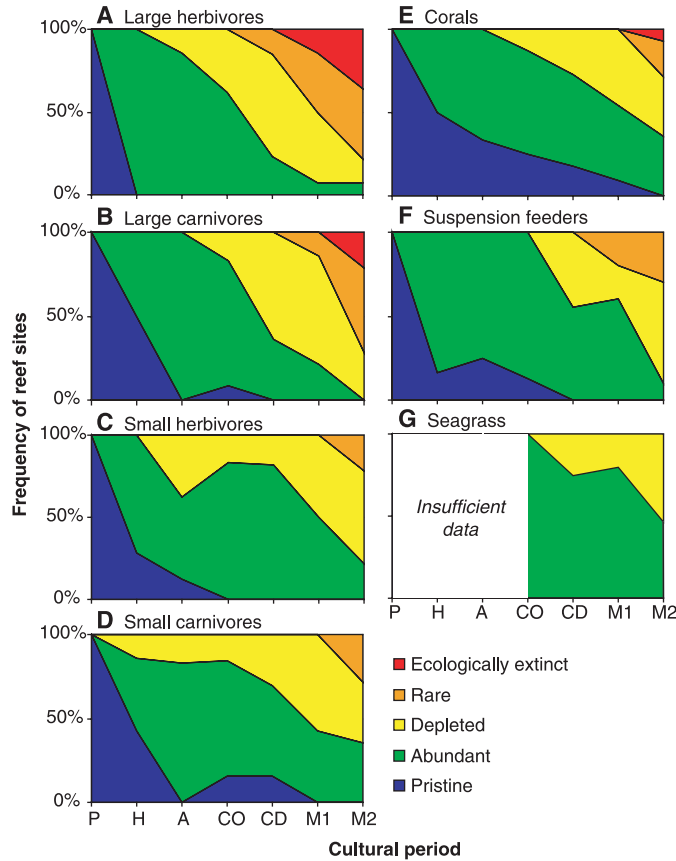 A Large herbivores
100%
50%
0%
B Large carnivores
100%
50%
0%
C Small herbivores
100%
50%
0%
D Small carnivores
100%
50%
0%
P H A CO CD M1 M2
E Corals
F Suspension feeders
G Seagrass
Insufficient
data
P H A CO CD M1 M2
Ecologically extinct
Rare
Depleted
Abundant
Pristine
Frequency of reef sites
Cultural period